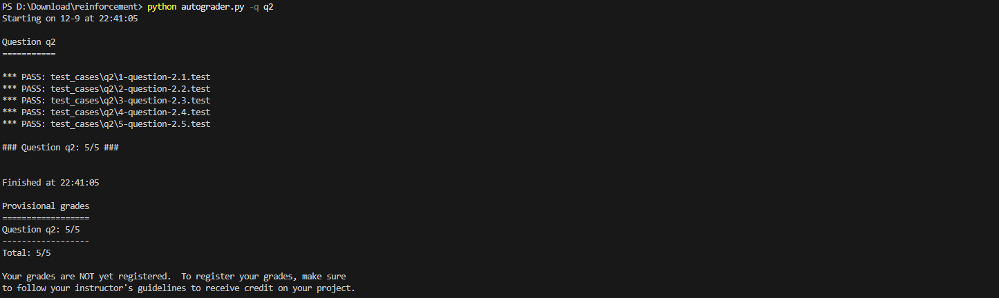 PS D:\Download\reinforcement> python autograder.py -q q2
Starting on 12-9 at 22:41:05
Question q2
===========
*** PASS: test_cases\q2\1-question-2.1.test
*** PASS: test_cases\q2\2-question-2.2.test
*** PASS: test_cases\q2\3-question-2.3.test
*** PASS: test_cases\q2\4-question-2.4.test
*** PASS: test_cases\q2\5-question-2.5.test
### Question q2: 5/5 ###
Finished at 22:41:05
Provisional grades
==================
Question q2: 5/5
------------------
Total: 5/5
Your grades are NOT yet registered.  To register your grades, make sure
to follow your instructor's guidelines to receive credit on your project.